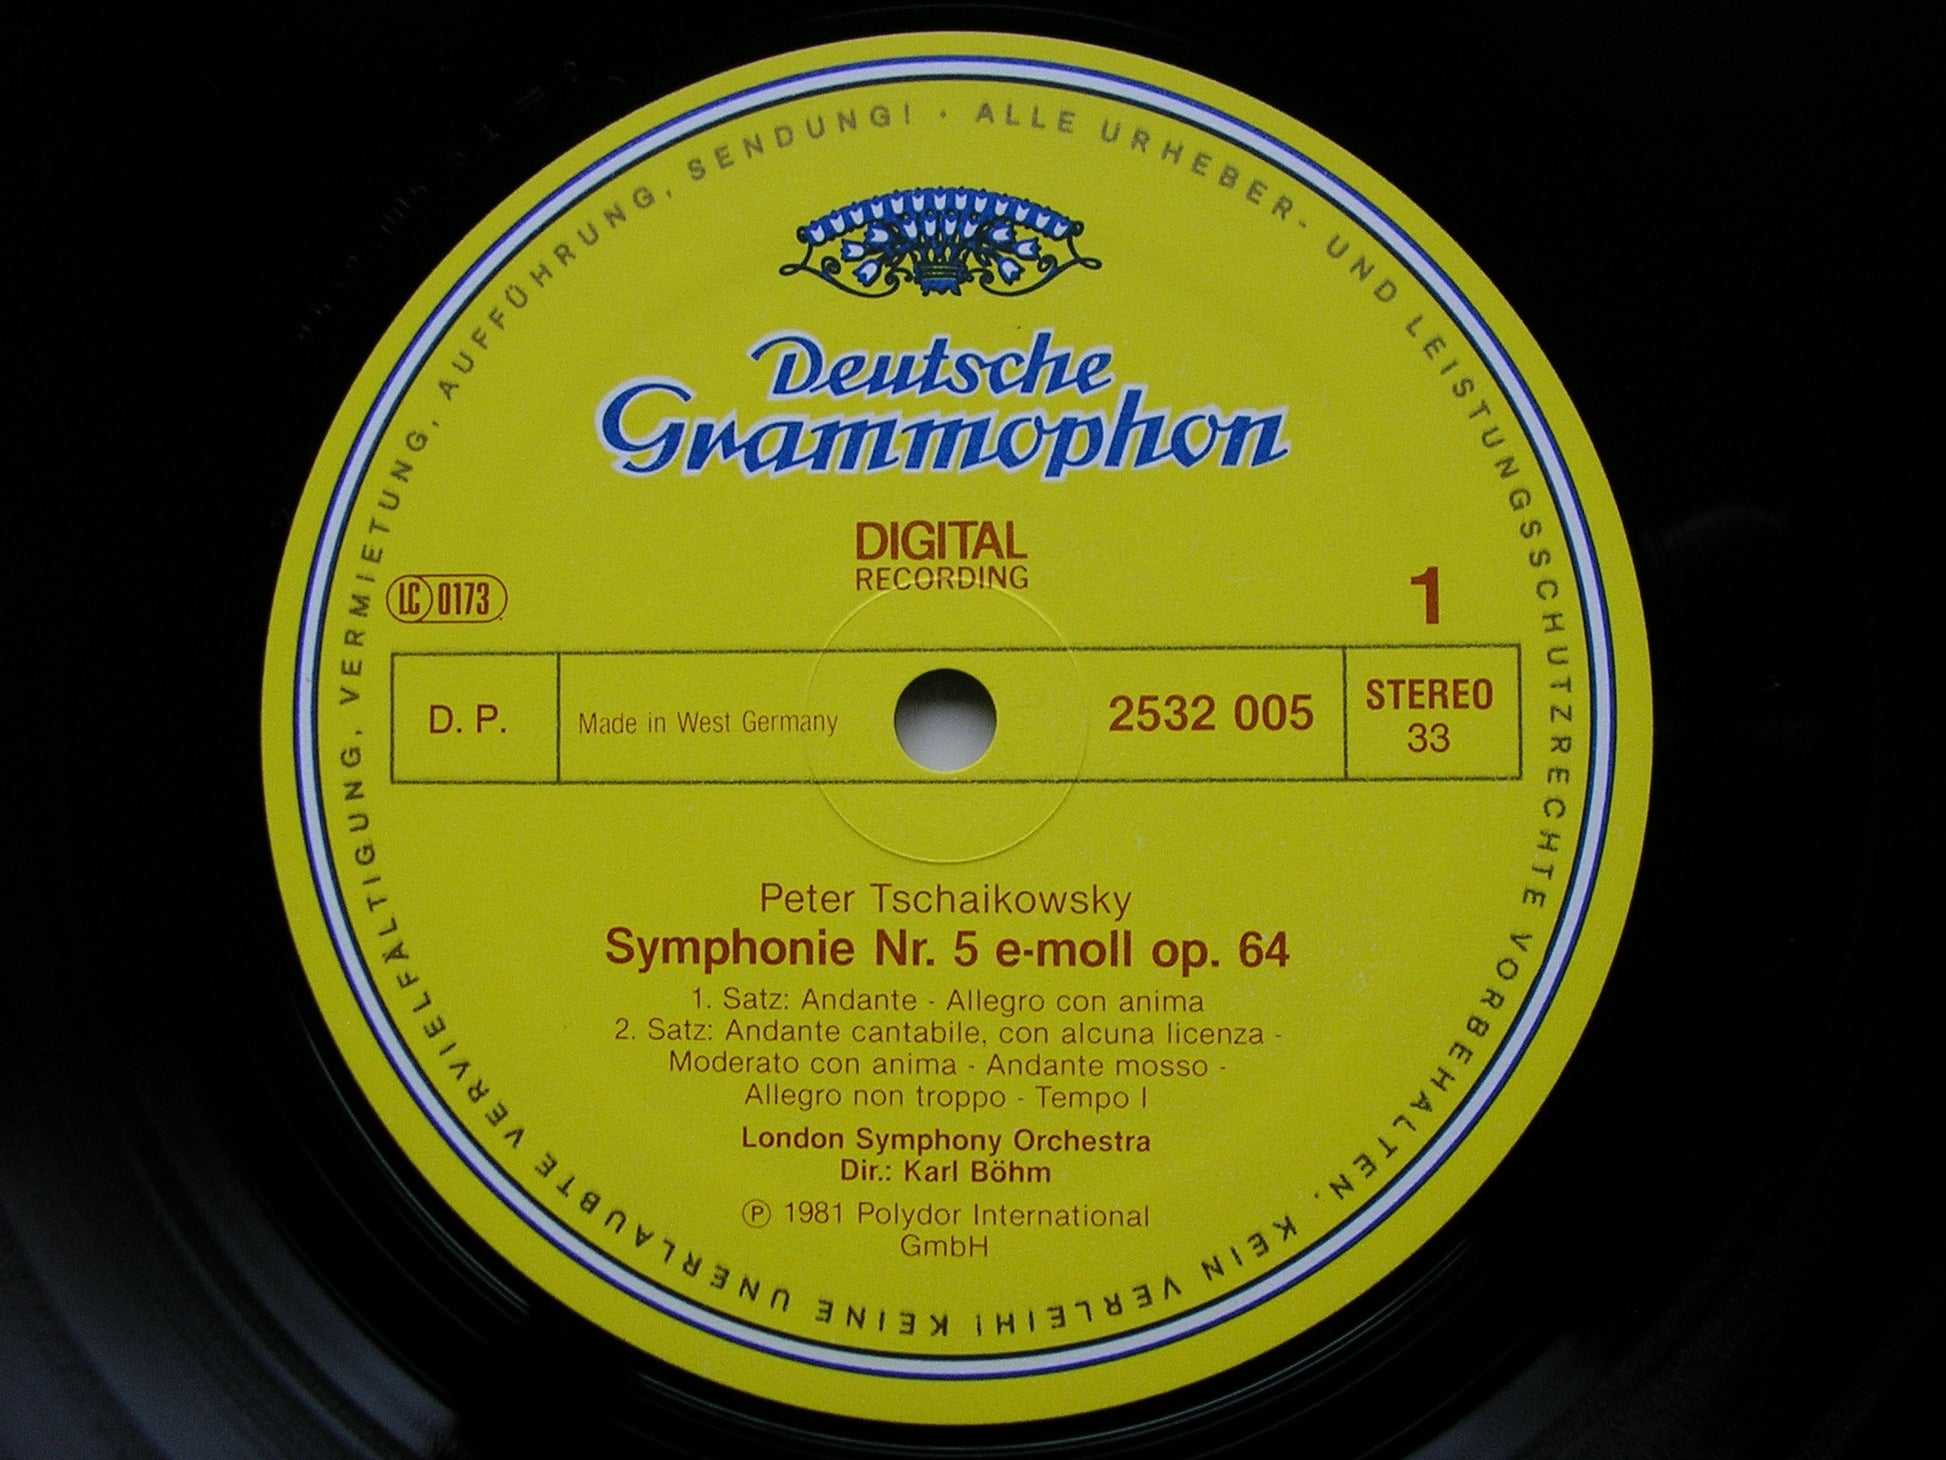 ALLE URHEBER- UND LEISTUNGSSCHUTZRECHTE VORBEHALTEN. KEIN VERLEIH! KEINE UNERLAUBTE VERVIELFÄLTIGUNG, VERMIETUNG, AUFFÜHRUNG, SENDUNG! ·
Deutsche
Grammophon
DIGITAL
RECORDING
LC 0173
1
D. P.
Made in West Germany
2532 005
STEREO
33
Peter Tschaikowsky
Symphonie Nr. 5 e-moll op. 64
1. Satz: Andante - Allegro con anima
2. Satz: Andante cantabile, con alcuna licenza -
Moderato con anima - Andante mosso -
Allegro non troppo - Tempo I
London Symphony Orchestra
Dir.: Karl Böhm
℗ 1981 Polydor International
GmbH